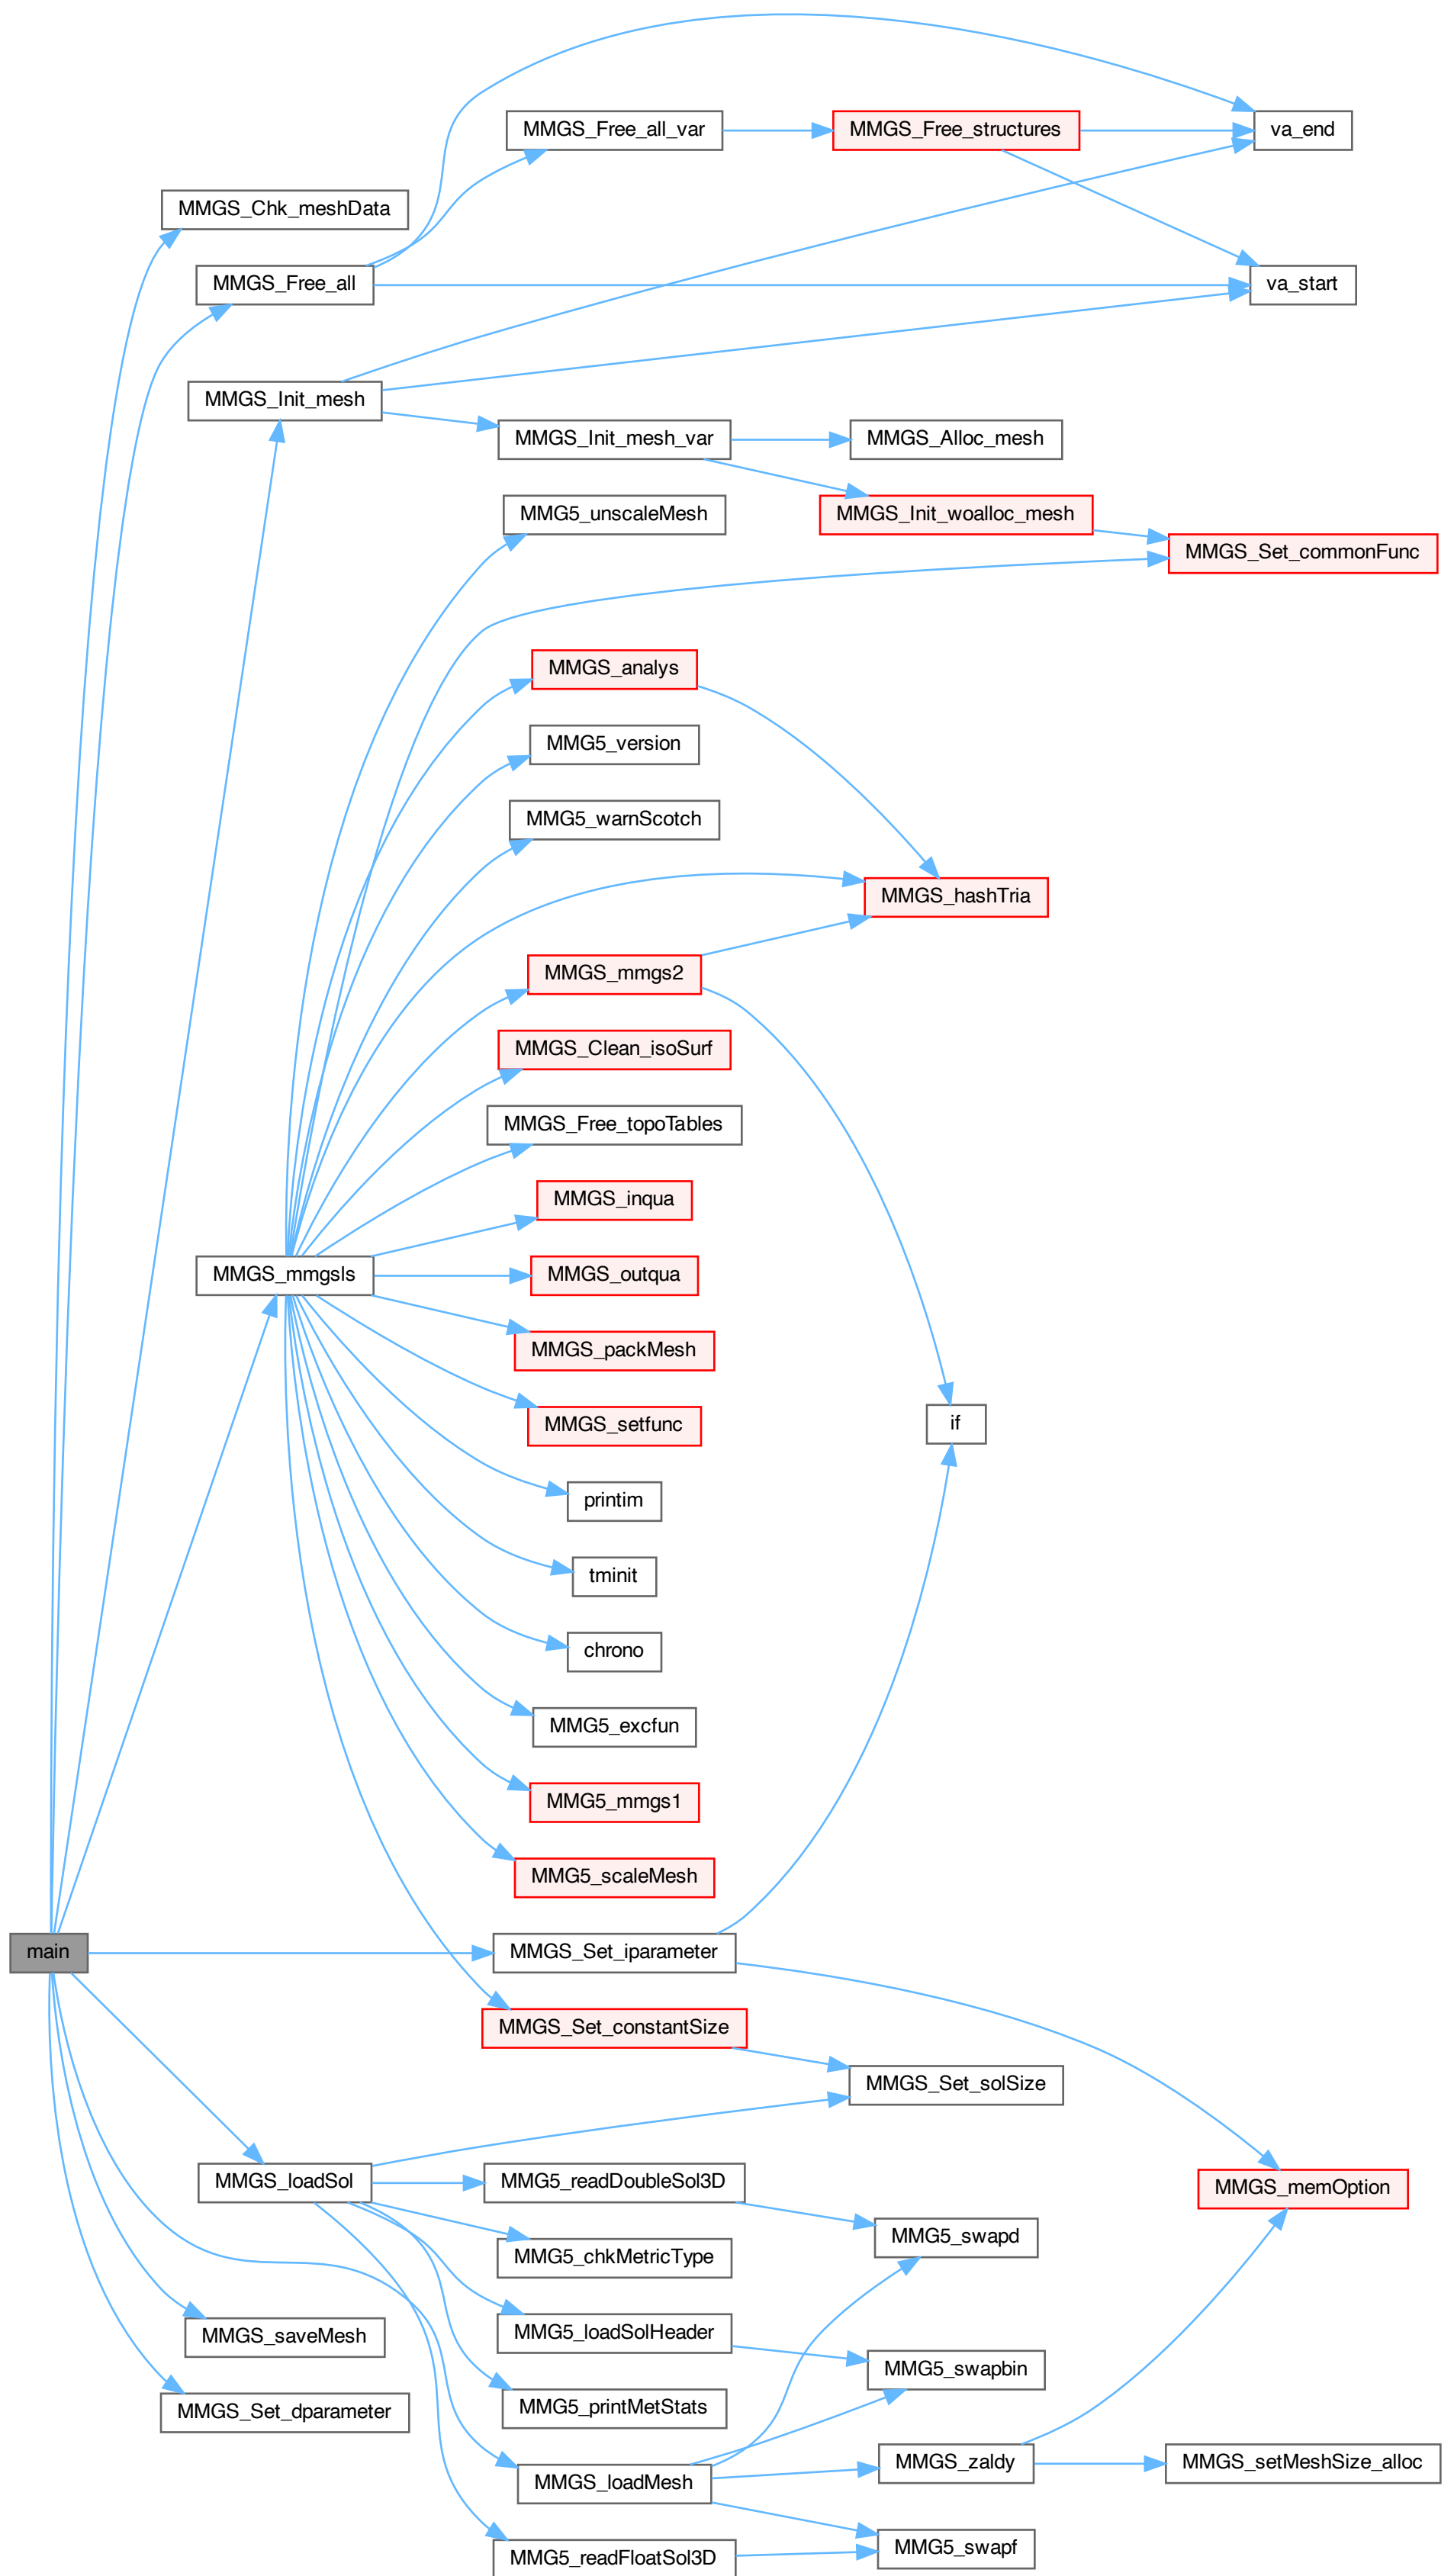 MMGS_Free_all_var
MMGS_Free_structures
va_end
MMGS_Chk_meshData
MMGS_Free_all
va_start
MMGS_Init_mesh
MMGS_Init_mesh_var
MMGS_Alloc_mesh
MMG5_unscaleMesh
MMGS_Init_woalloc_mesh
MMGS_Set_commonFunc
MMGS_analys
MMG5_version
MMG5_warnScotch
MMGS_hashTria
MMGS_mmgs2
MMGS_Clean_isoSurf
MMGS_Free_topoTables
MMGS_inqua
MMGS_mmgsls
MMGS_outqua
MMGS_packMesh
MMGS_setfunc
if
printim
tminit
chrono
MMG5_excfun
MMG5_mmgs1
MMG5_scaleMesh
main
MMGS_Set_iparameter
MMGS_Set_constantSize
MMGS_Set_solSize
MMGS_loadSol
MMG5_readDoubleSol3D
MMGS_memOption
MMG5_swapd
MMG5_chkMetricType
MMGS_saveMesh
MMG5_loadSolHeader
MMG5_swapbin
MMGS_Set_dparameter
MMG5_printMetStats
MMGS_zaldy
MMGS_setMeshSize_alloc
MMGS_loadMesh
MMG5_swapf
MMG5_readFloatSol3D